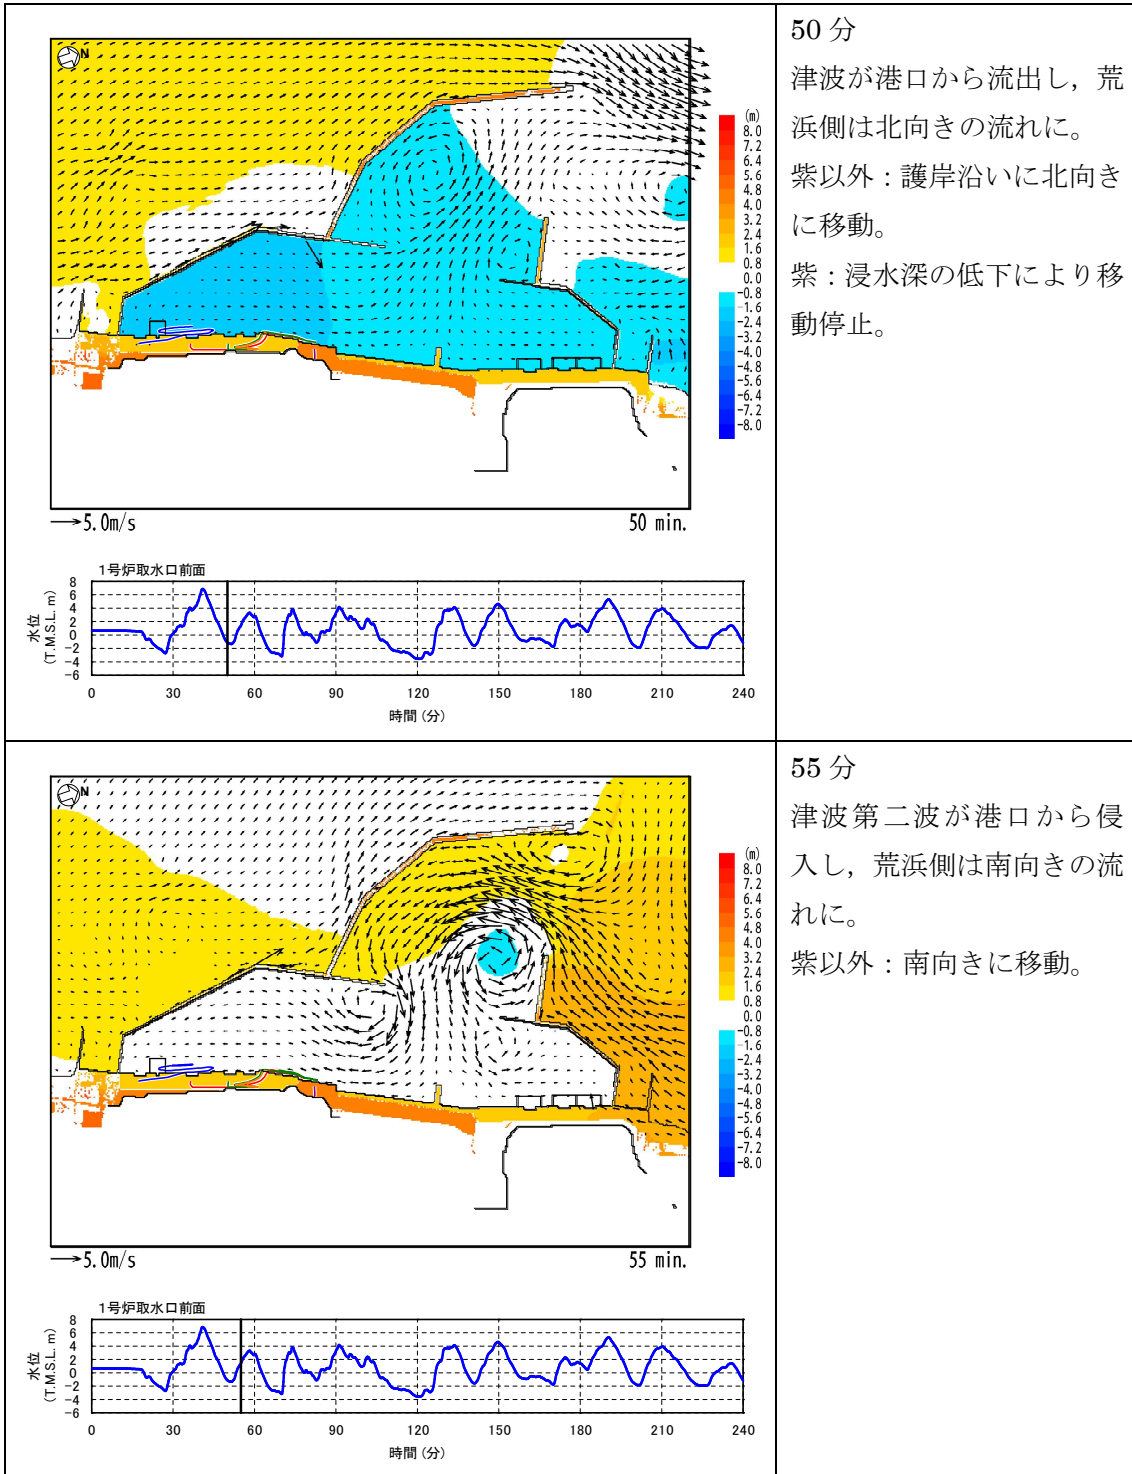 N
(m)
8.0
7.2
6.4
5.6
4.8
4.0
3.2
2.4
1.6
0.8
0.0
-0.8
-1.6
-2.4
-3.2
-4.0
-4.8
-5.6
-6.4
-7.2
-8.0
5.0m/s
50 min.
1号炉取水口前面
水位
(T.M.S.L. m)
8
6
4
2
0
-2
-4
-6
0 30 60 90 120 150 180 210 240
時間(分)
50分
津波が港口から流出し，荒
浜側は北向きの流れに。
紫以外：護岸沿いに北向き
に移動。
紫：浸水深の低下により移
動停止。
N
(m)
8.0
7.2
6.4
5.6
4.8
4.0
3.2
2.4
1.6
0.8
0.0
-0.8
-1.6
-2.4
-3.2
-4.0
-4.8
-5.6
-6.4
-7.2
-8.0
5.0m/s
55 min.
1号炉取水口前面
水位
(T.M.S.L. m)
8
6
4
2
0
-2
-4
-6
0 30 60 90 120 150 180 210 240
時間(分)
55分
津波第二波が港口から侵
入し，荒浜側は南向きの流
れに。
紫以外：南向きに移動。